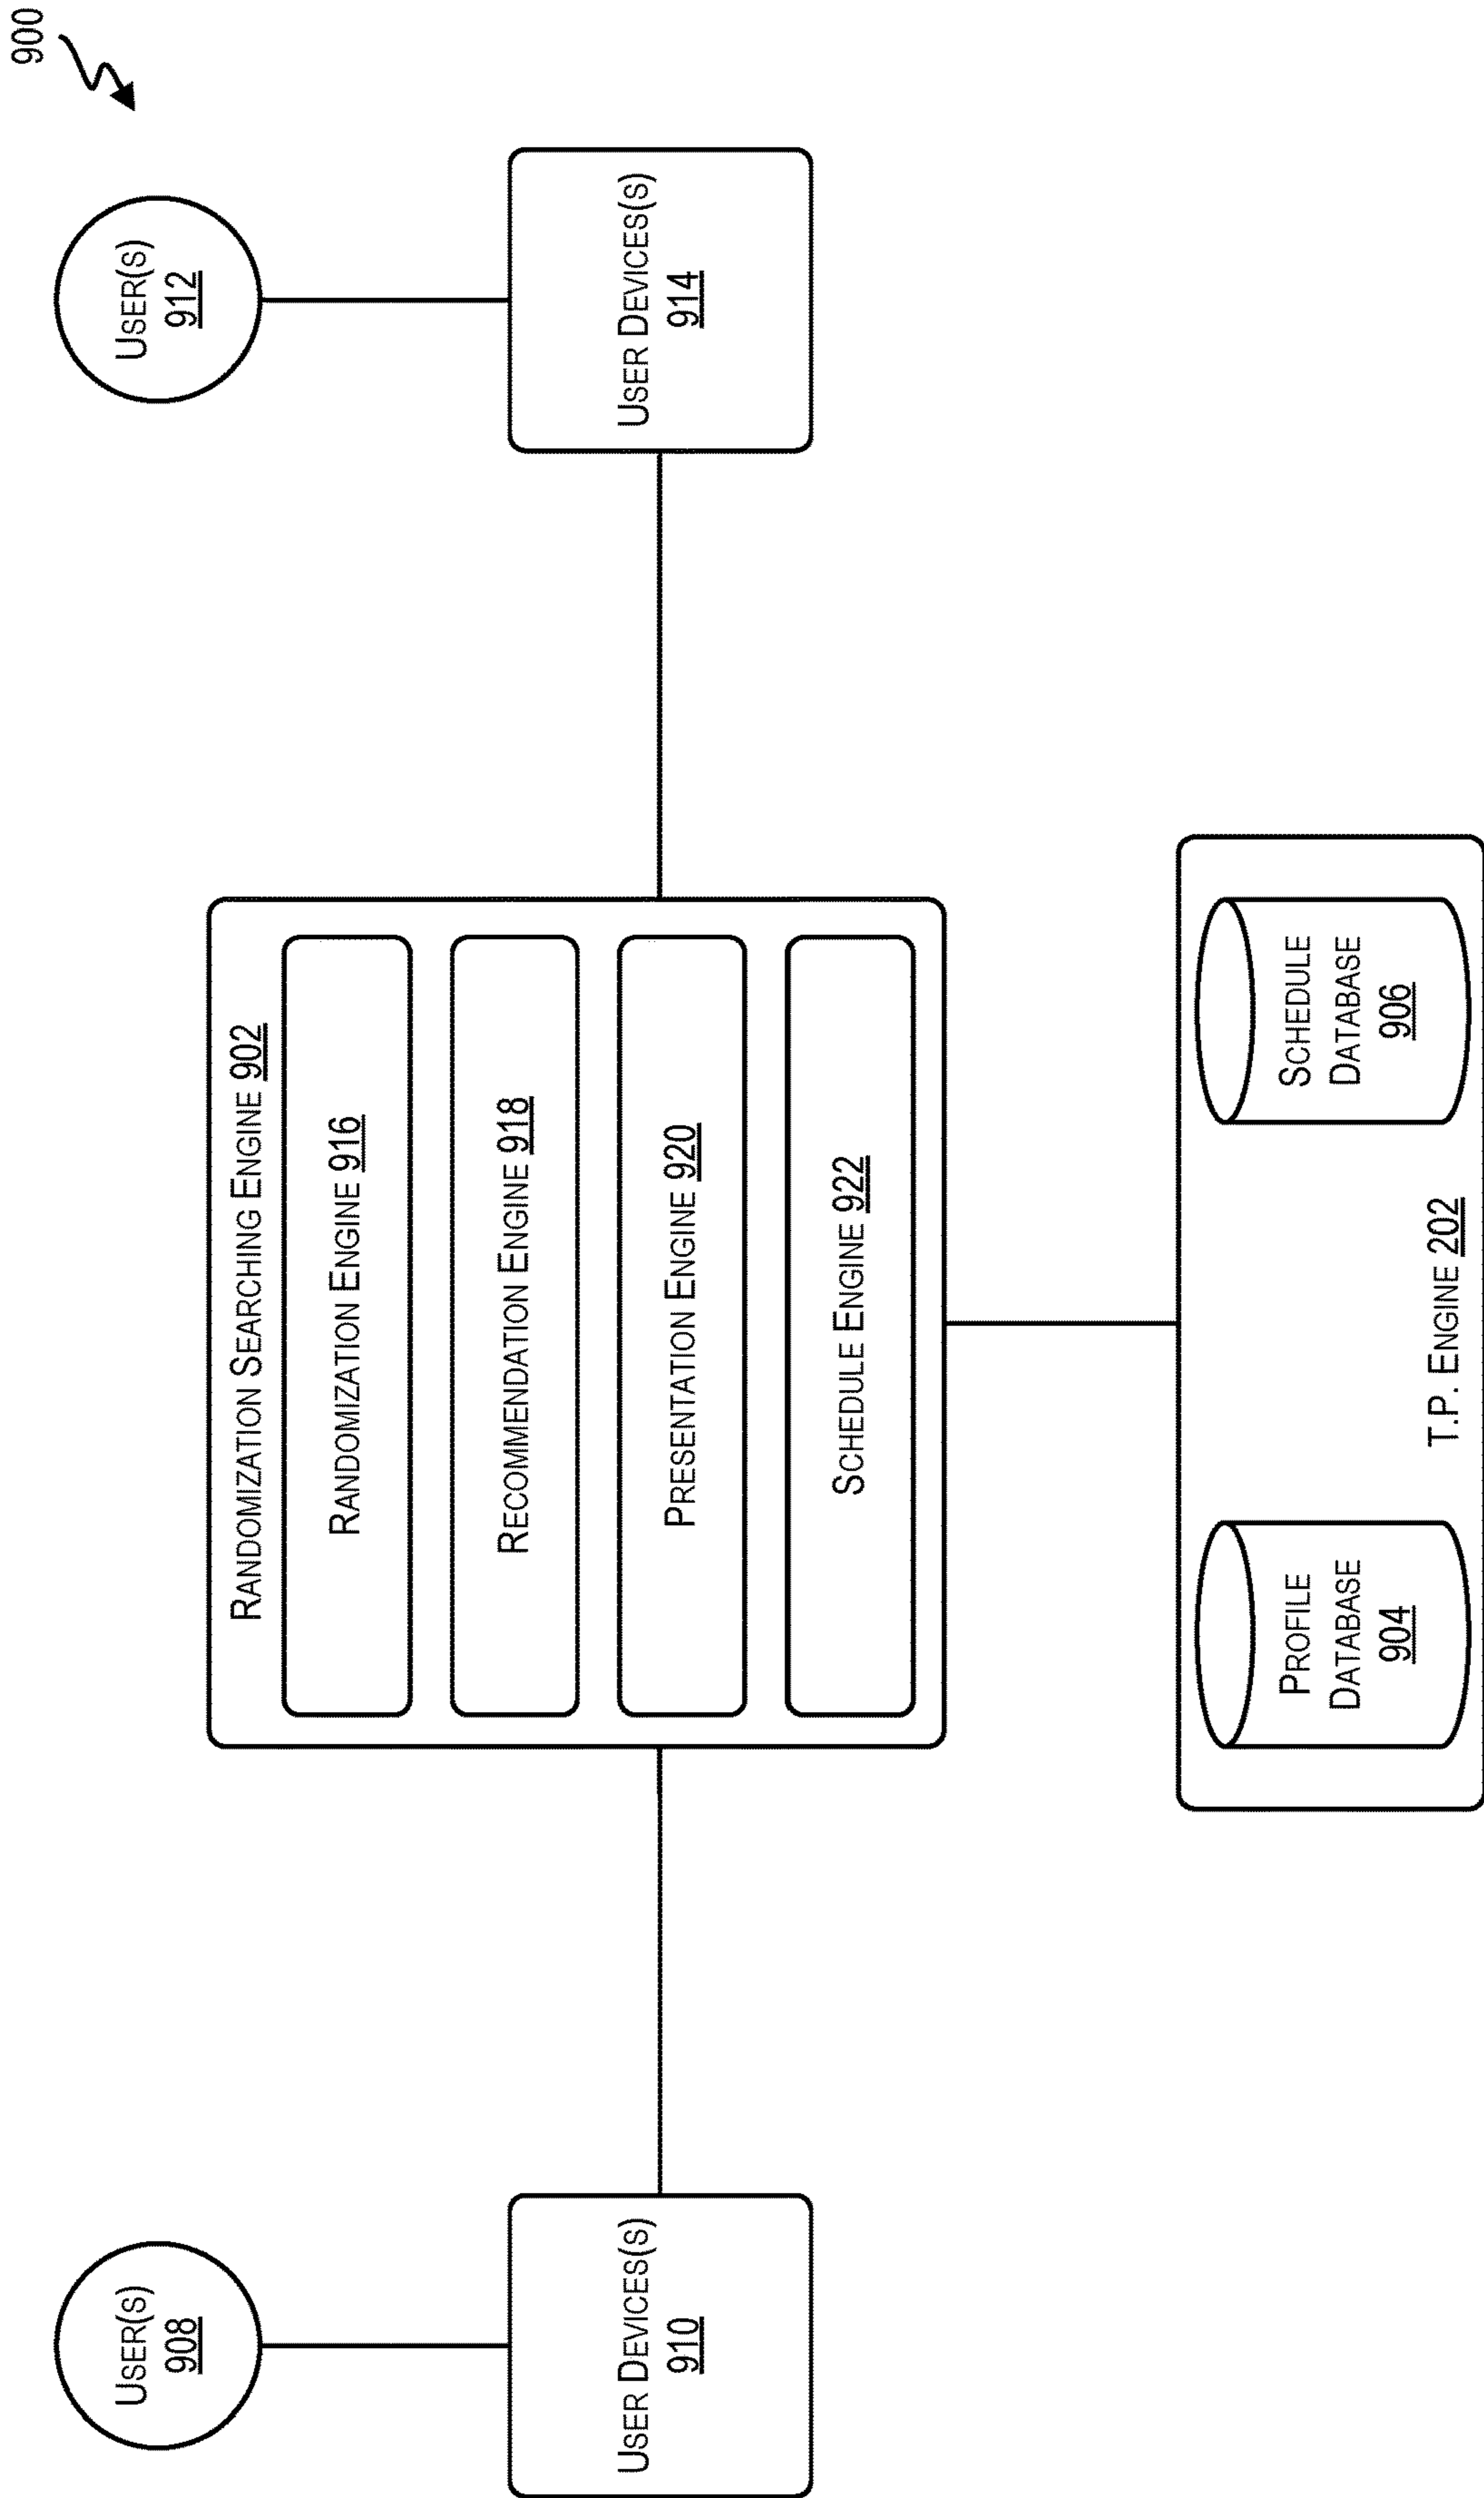 900
USER(S)
908
USER(S)
912
USER DEVICES(S)
910
RANDOMIZATION SEARCHING ENGINE 902
RANDOMIZATION ENGINE 916
RECOMMENDATION ENGINE 918
PRESENTATION ENGINE 920
SCHEDULE ENGINE 922
USER DEVICES(S)
914
PROFILE
DATABASE
904
SCHEDULE
DATABASE
906
T.P. ENGINE 202